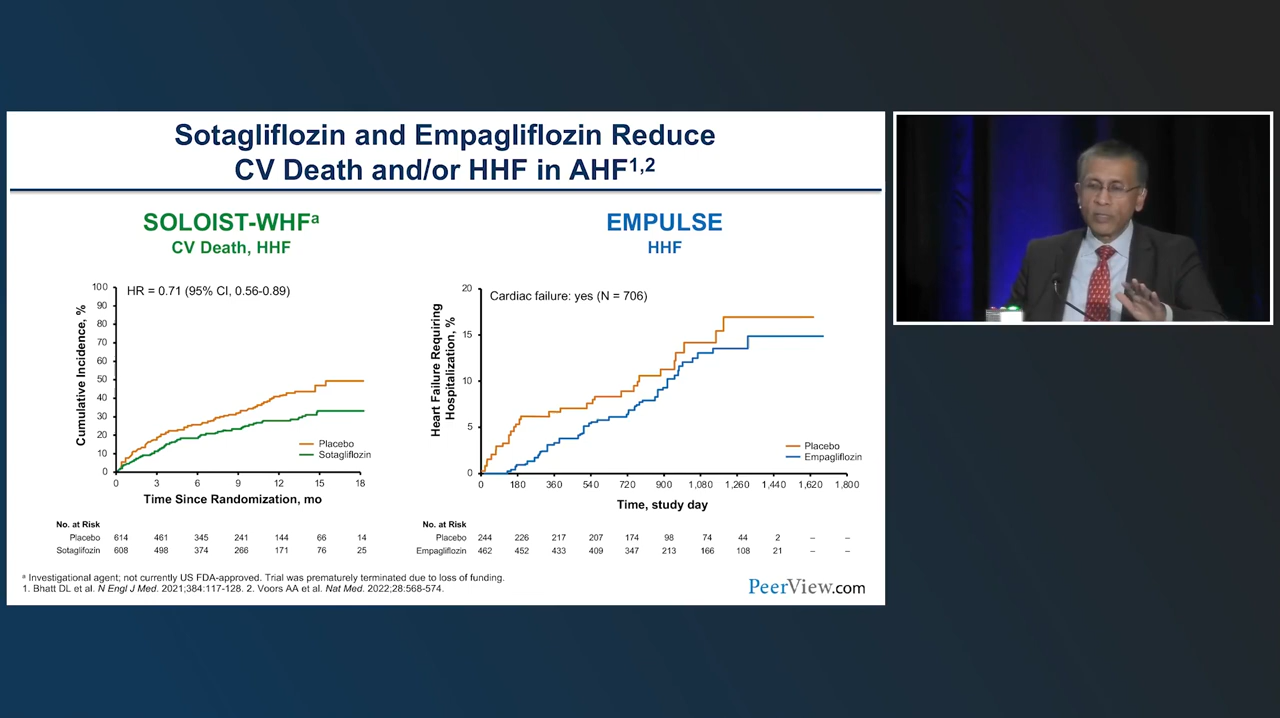 Sotagliflozin and Empagliflozin Reduce
CV Death and/or HHF in AHF1,2
SOLOIST-WHFa
CV Death, HHF
HR = 0.71 (95% CI, 0.56-0.89)
Cumulative Incidence, %
100
90
80
70
60
50
40
30
20
10
0
Placebo
Sotagliflozin
0 3 6 9 12 15 18
Time Since Randomization, mo
No. at Risk
Placebo 614 461 345 241 144 66 14
Sotaglifozin 608 498 374 266 171 76 25
EMPULSE
HHF
Cardiac failure: yes (N = 706)
Heart Failure Requiring
Hospitalization, %
20
15
10
5
0
Placebo
Empagliflozin
0 180 360 540 720 900 1,080 1,260 1,440 1,620 1,800
Time, study day
No. at Risk
Placebo 244 226 217 207 174 98 74 44 2 – –
Empagliflozin 462 452 433 409 347 213 166 108 21 – –
a Investigational agent; not currently US FDA-approved. Trial was prematurely terminated due to loss of funding.
1. Bhatt DL et al. N Engl J Med. 2021;384:117-128. 2. Voors AA et al. Nat Med. 2022;28:568-574.
PeerView.com